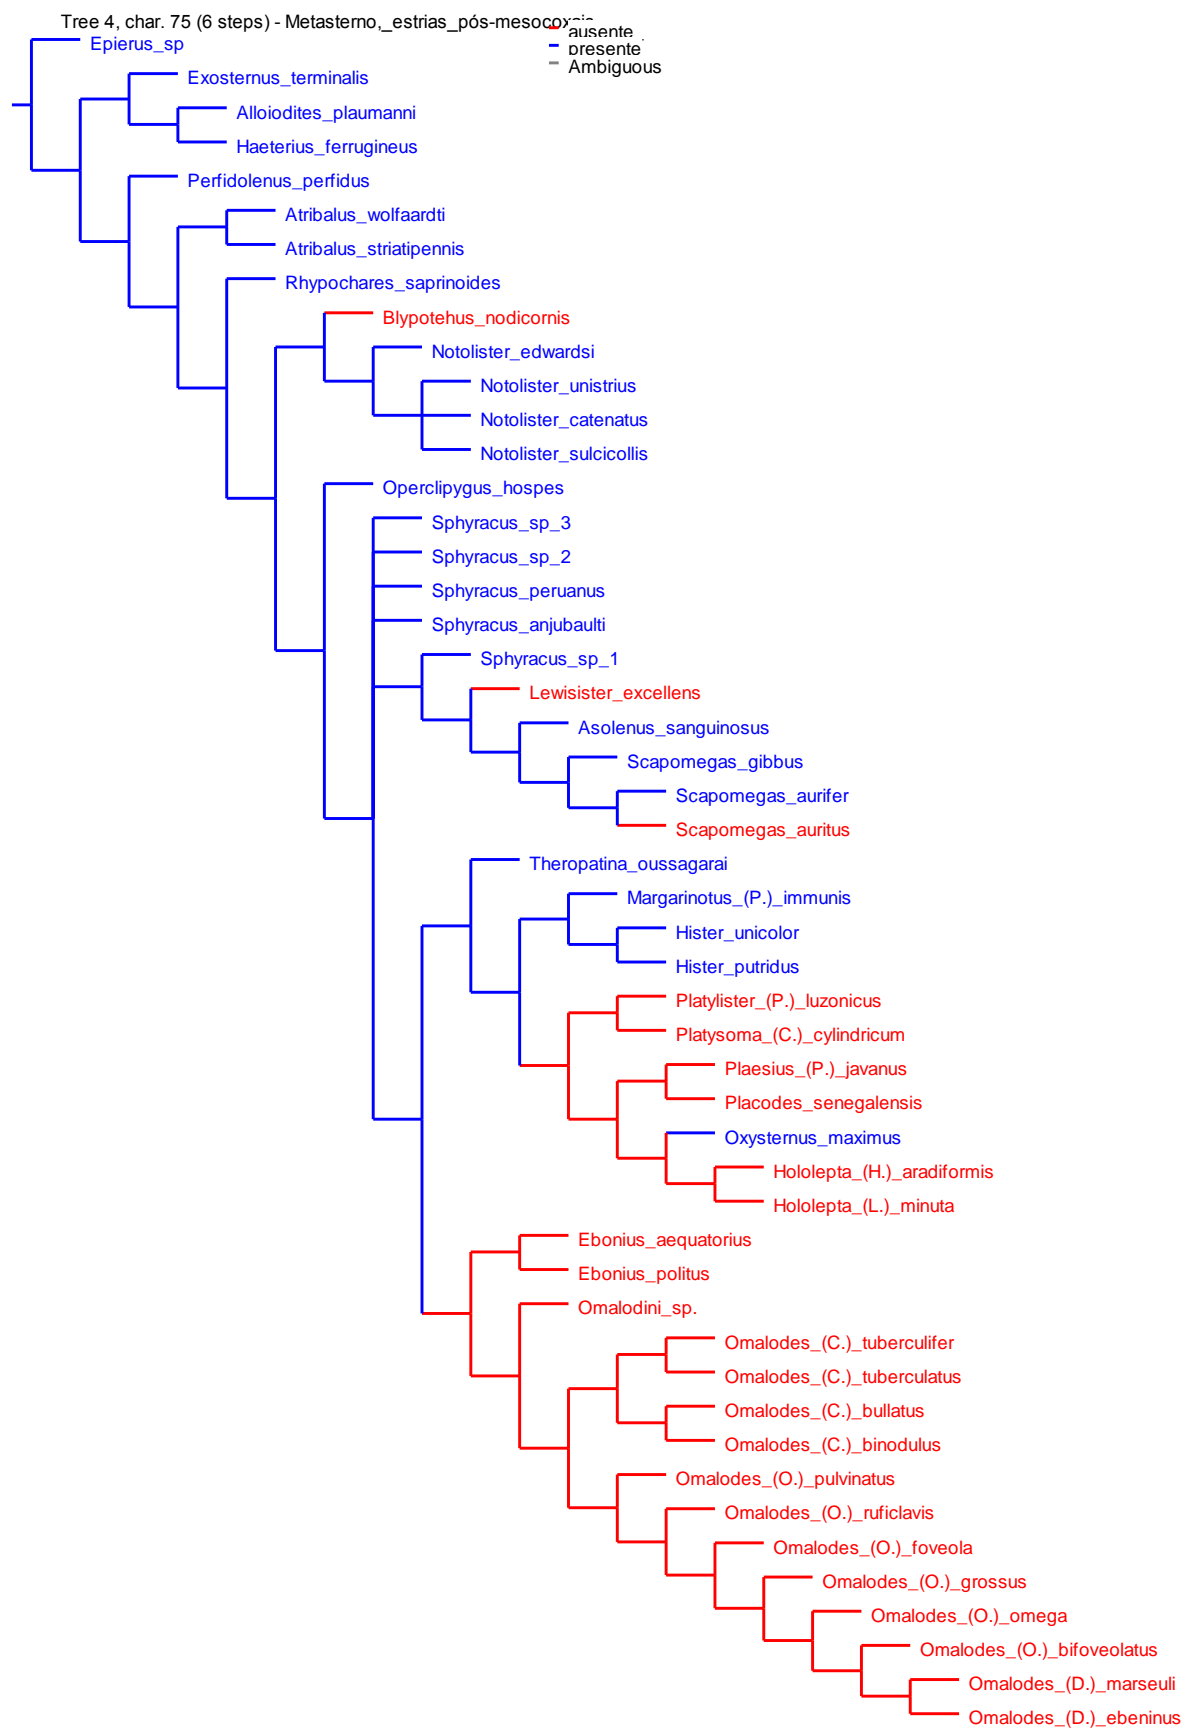 Tree 4, char. 75 (6 steps) - Metasterno,_estrias_pós-mesocoxais
ausente
presente
Ambiguous
Epierus_sp
Exosternus_terminalis
Alloiodites_plaumanni
Haeterius_ferrugineus
Perfidolenus_perfidus
Atribalus_wolfaardti
Atribalus_striatipennis
Rhypochares_saprinoides
Blypotehus_nodicornis
Notolister_edwardsi
Notolister_unistrius
Notolister_catenatus
Notolister_sulcicollis
Operclipygus_hospes
Sphyracus_sp_3
Sphyracus_sp_2
Sphyracus_peruanus
Sphyracus_anjubaulti
Sphyracus_sp_1
Lewisister_excellens
Asolenus_sanguinosus
Scapomegas_gibbus
Scapomegas_aurifer
Scapomegas_auritus
Theropatina_oussagarai
Margarinotus_(P.)_immunis
Hister_unicolor
Hister_putridus
Platylister_(P.)_luzonicus
Platysoma_(C.)_cylindricum
Plaesius_(P.)_javanus
Placodes_senegalensis
Oxysternus_maximus
Hololepta_(H.)_aradiformis
Hololepta_(L.)_minuta
Ebonius_aequatorius
Ebonius_politus
Omalodini_sp.
Omalodes_(C.)_tuberculifer
Omalodes_(C.)_tuberculatus
Omalodes_(C.)_bullatus
Omalodes_(C.)_binodulus
Omalodes_(O.)_pulvinatus
Omalodes_(O.)_ruficlavis
Omalodes_(O.)_foveola
Omalodes_(O.)_grossus
Omalodes_(O.)_omega
Omalodes_(O.)_bifoveolatus
Omalodes_(D.)_marseuli
Omalodes_(D.)_ebeninus